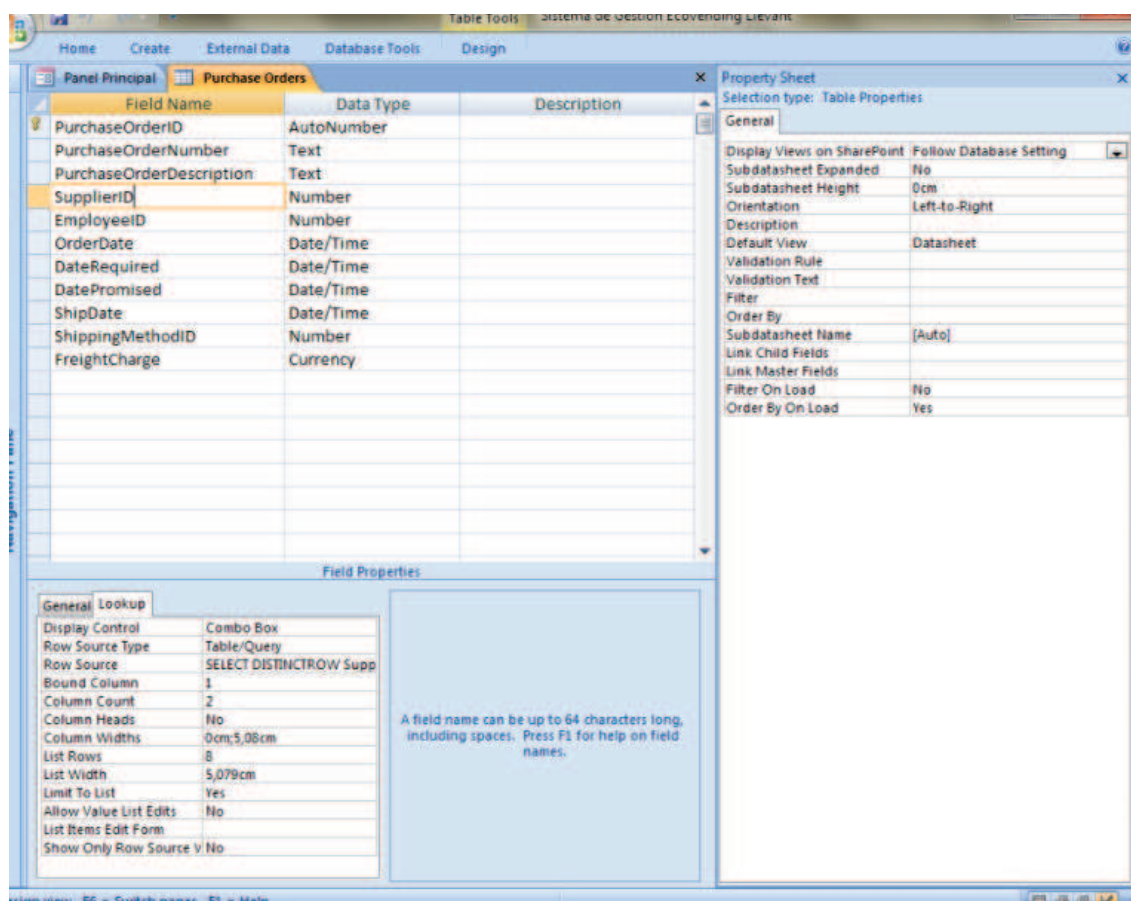 Table Tools Sistema de Gestion Ecovending Llevant
Home Create External Data Database Tools Design
Panel Principal Purchase Orders
Field Name Data Type Description
PurchaseOrderID AutoNumber
PurchaseOrderNumber Text
PurchaseOrderDescription Text
SupplierID Number
EmployeeID Number
OrderDate Date/Time
DateRequired Date/Time
DatePromised Date/Time
ShipDate Date/Time
ShippingMethodID Number
FreightCharge Currency
Field Properties
General Lookup
Display Control Combo Box
Row Source Type Table/Query
Row Source SELECT DISTINCTROW Supp
Bound Column 1
Column Count 2
Column Heads No
Column Widths 0cm;5,08cm
List Rows 8
List Width 5,079cm
Limit To List Yes
Allow Value List Edits No
List Items Edit Form
Show Only Row Source V No
A field name can be up to 64 characters long,
including spaces. Press F1 for help on field
names.
Property Sheet
Selection type: Table Properties
General
Display Views on SharePoint Follow Database Setting
Subdatasheet Expanded No
Subdatasheet Height 0cm
Orientation Left-to-Right
Description
Default View Datasheet
Validation Rule
Validation Text
Filter
Order By
Subdatasheet Name [Auto]
Link Child Fields
Link Master Fields
Filter On Load No
Order By On Load Yes
view F6 = Switch panes F1 = Help